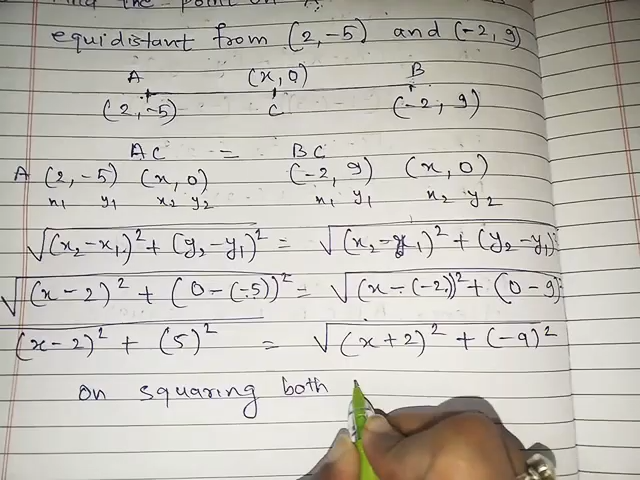 the point on
equidistant from (2,-5) and (-2, 9)
A (x,0) B
(2,-5) C (-2, 9)
AC = BC
A (2,-5) (x,0) (-2, 9) (x,0)
x1 y1 x2 y2 x1 y1 x2 y2
√(x2-x1)²+(y2-y1)² = √(x2-x1)²+(y2-y1)
√(x-2)²+(0-(-5))² = √(x-(-2))²+(0-9)
(x-2)²+(5)² = √(x+2)²+(-9)²
on squaring both